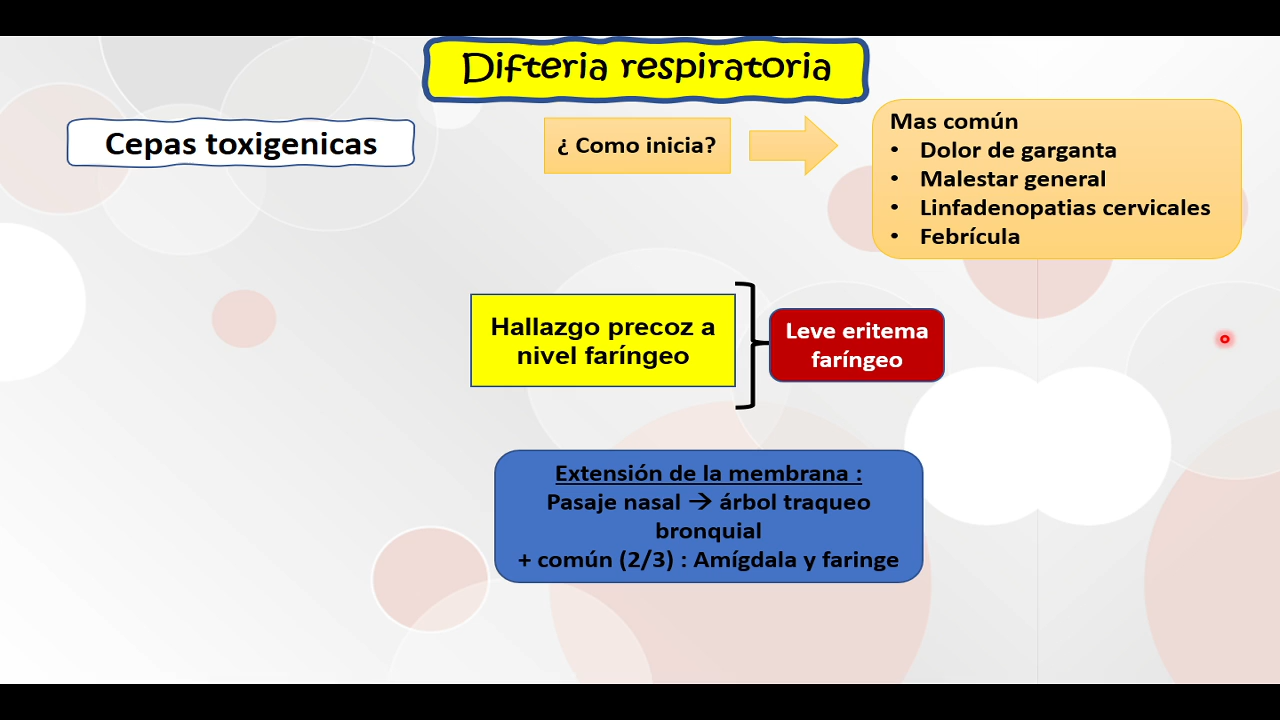 Difteria respiratoria
Cepas toxigenicas
¿ Como inicia?
Mas común
• Dolor de garganta
• Malestar general
• Linfadenopatias cervicales
• Febrícula
Hallazgo precoz a
nivel faríngeo
Leve eritema
faríngeo
Extensión de la membrana :
Pasaje nasal → árbol traqueo
bronquial
+ común (2/3) : Amígdala y faringe